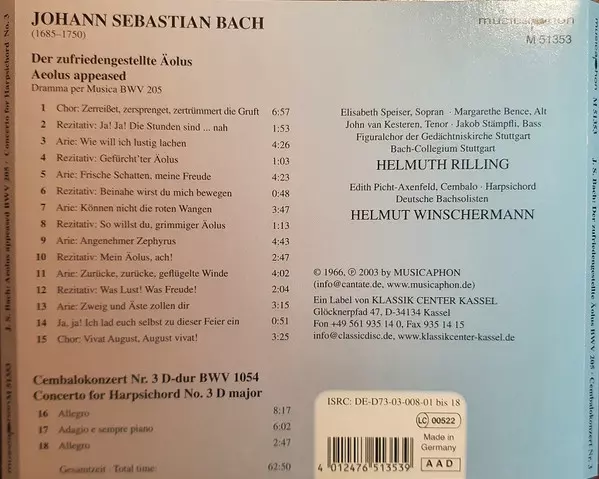 JOHANN SEBASTIAN BACH
(1685–1750)
Der zufriedengestellte Äolus
Aeolus appeased
Dramma per Musica BWV 205
1 Chor: Zerreißet, zersprenget, zertrümmert die Gruft 6:57
2 Rezitativ: Ja! Ja! Die Stunden sind ... nah 1:53
3 Arie: Wie will ich lustig lachen 4:26
4 Rezitativ: Gefürcht'ter Äolus 1:03
5 Arie: Frische Schatten, meine Freude 4:23
6 Rezitativ: Beinahe wirst du mich bewegen 0:48
7 Arie: Können nicht die roten Wangen 3:47
8 Rezitativ: So willst du, grimmiger Äolus 1:13
9 Arie: Angenehmer Zephyrus 4:43
10 Rezitativ: Mein Äolus, ach! 2:47
11 Arie: Zurücke, zurücke, geflügelte Winde 4:02
12 Rezitativ: Was Lust! Was Freude! 2:04
13 Arie: Zweig und Äste zollen dir 3:15
14 Ja, ja! Ich lad euch selbst zu dieser Feier ein 0:51
15 Chor: Vivat August, August vivat! 3:25
Cembalokonzert Nr. 3 D-dur BWV 1054
Concerto for Harpsichord No. 3 D major
16 Allegro 8:17
17 Adagio e sempre piano 6:02
18 Allegro 2:47
Gesamtzeit · Total time: 62:50
musicaphon
M 51353
Elisabeth Speiser, Sopran · Margarethe Bence, Alt
John van Kesteren, Tenor · Jakob Stämpfli, Bass
Figuralchor der Gedächtniskirche Stuttgart
Bach-Collegium Stuttgart
HELMUTH RILLING
Edith Picht-Axenfeld, Cembalo · Harpsichord
Deutsche Bachsolisten
HELMUT WINSCHERMANN
© 1966, ℗ 2003 by MUSICAPHON
(info@cantate.de, www.musicaphon.de)
Ein Label von KLASSIK CENTER KASSEL
Glöcknerpfad 47, D-34134 Kassel
Fon +49 561 935 14 0, Fax 935 14 15
info@classicdisc.de, www.klassikcenter-kassel.de
ISRC: DE-D73-03-008-01 bis 18
LC 00522
Made in
Germany
A A D
4 012476 513539
musicaphon M 51353 J. S. Bach: Aeolus appeased BWV 205 · Concerto for Harpsichord No. 3
musicaphon M 51353 J. S. Bach: Der zufriedengestellte Äolus BWV 205 · Cembalokonzert Nr. 3